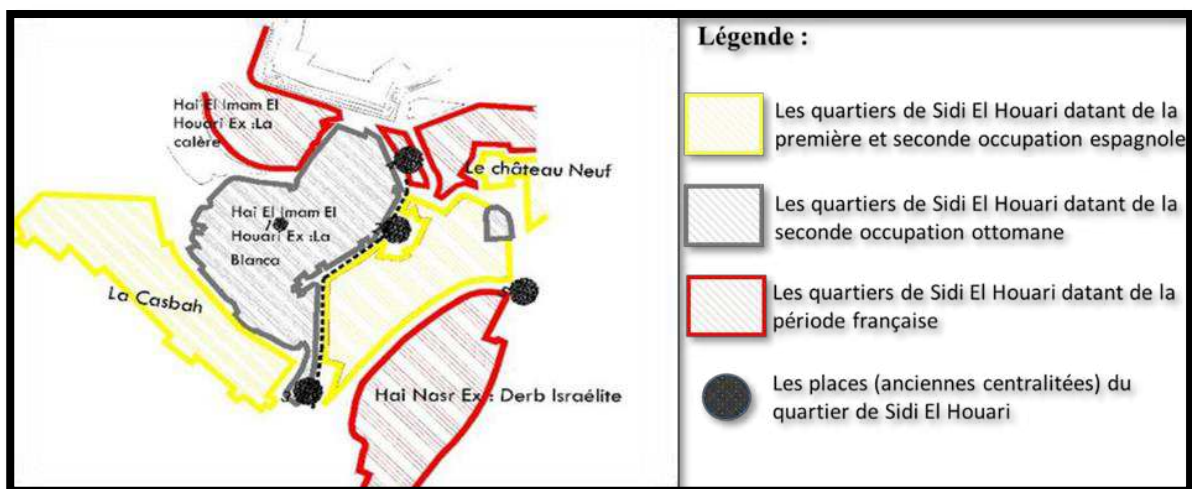 Hai El Imam El
Houari Ex :La
calère
Le château Neuf
Hai El Imam El
Houari Ex :La
Blanca
La Casbah
Hai Nasr Ex : Derb Israélite
Légende :
Les quartiers de Sidi El Houari datant de la
première et seconde occupation espagnole
Les quartiers de Sidi El Houari datant de la
seconde occupation ottomane
Les quartiers de Sidi El Houari datant de la
période française
Les places (anciennes centralitées) du
quartier de Sidi El Houari